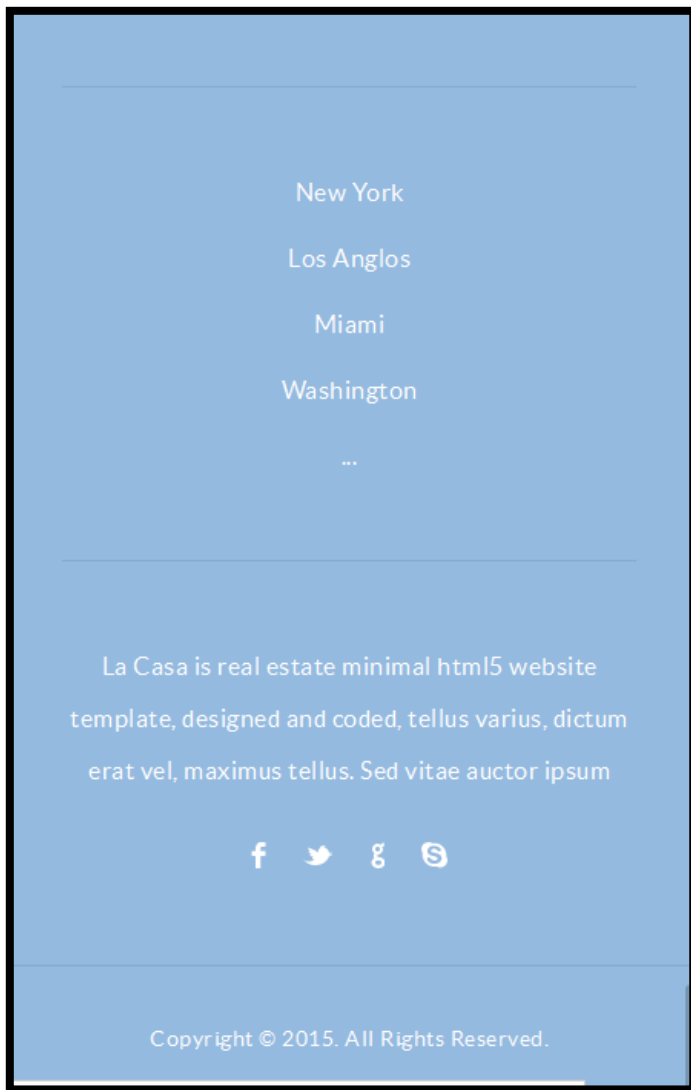 New York
Los Anglos
Miami
Washington
...
La Casa is real estate minimal html5 website
template, designed and coded, tellus varius, dictum
erat vel, maximus tellus. Sed vitae auctor ipsum
Copyright © 2015. All Rights Reserved.